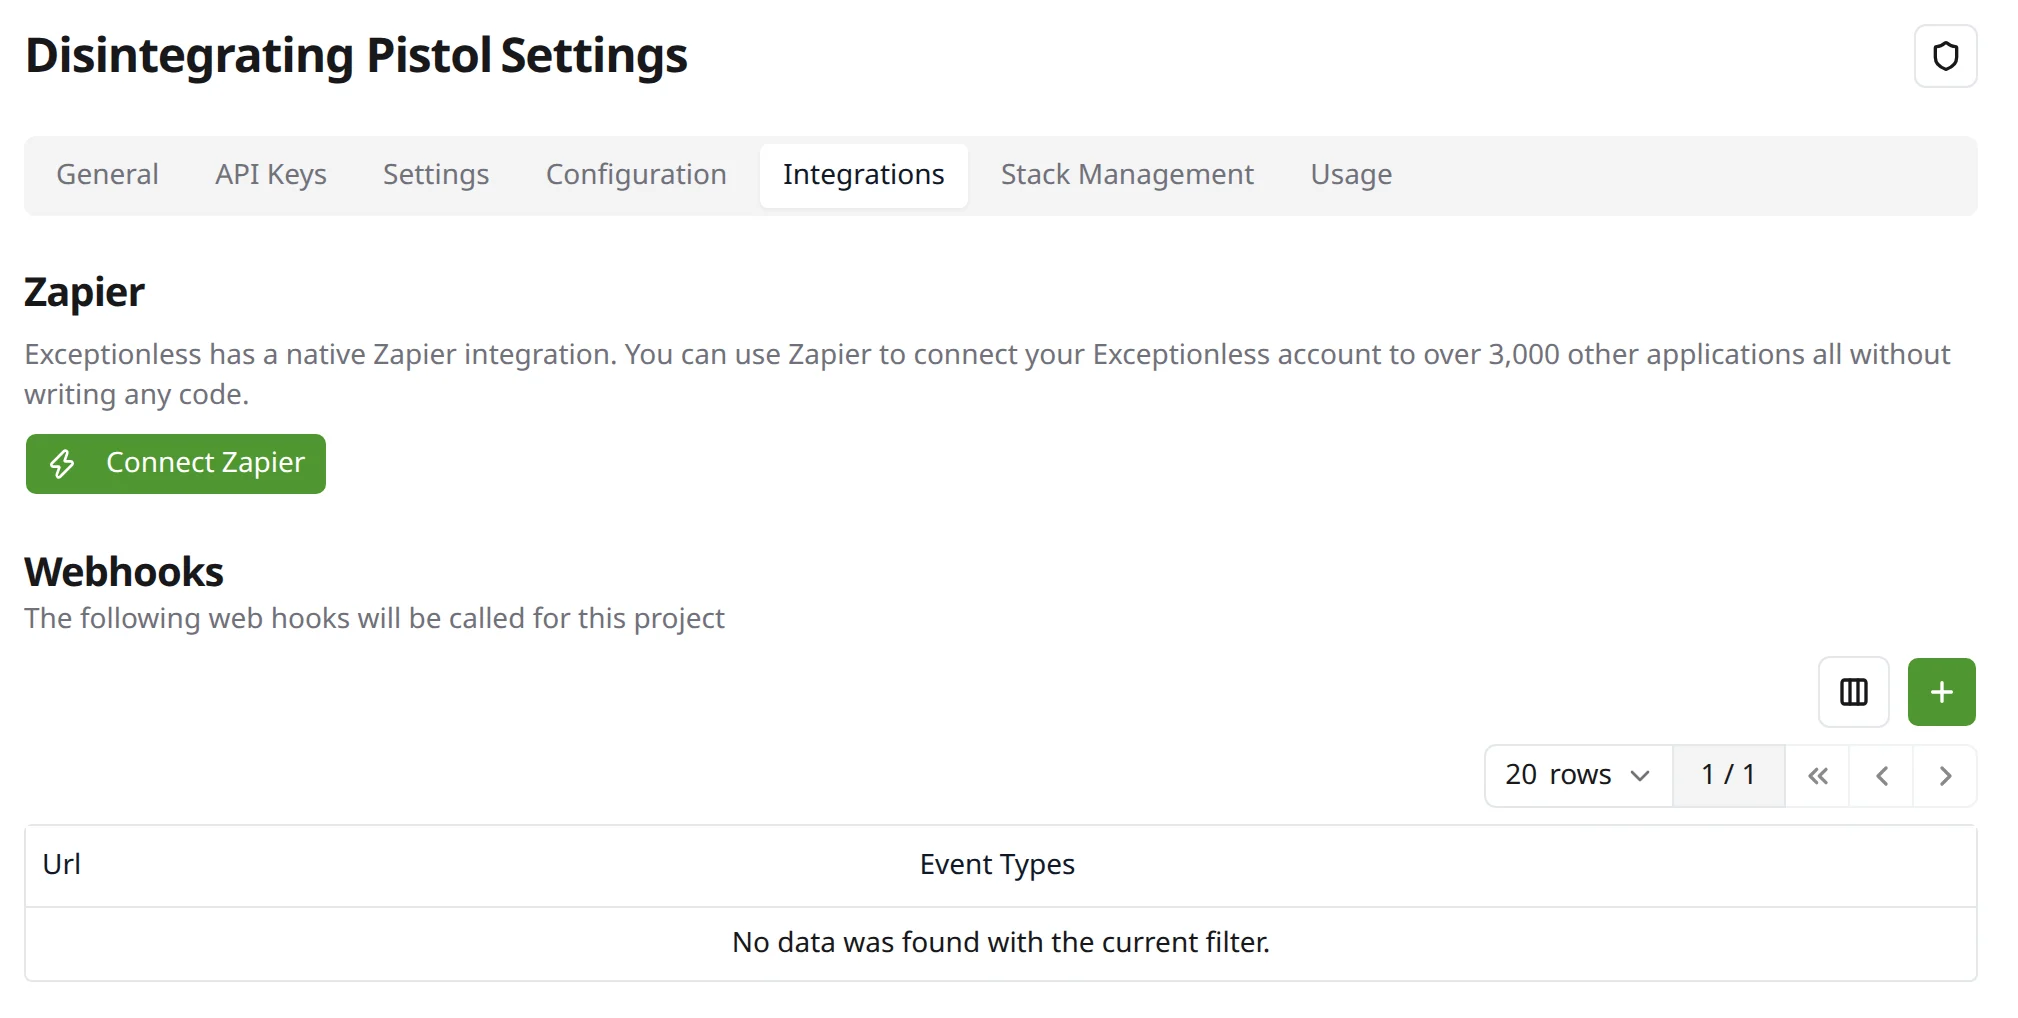 Disintegrating Pistol Settings
General API Keys Settings Configuration Integrations Stack Management Usage
Zapier
Exceptionless has a native Zapier integration. You can use Zapier to connect your Exceptionless account to over 3,000 other applications all without
writing any code.
Connect Zapier
Webhooks
The following web hooks will be called for this project
20 rows 1 / 1
Url Event Types
No data was found with the current filter.